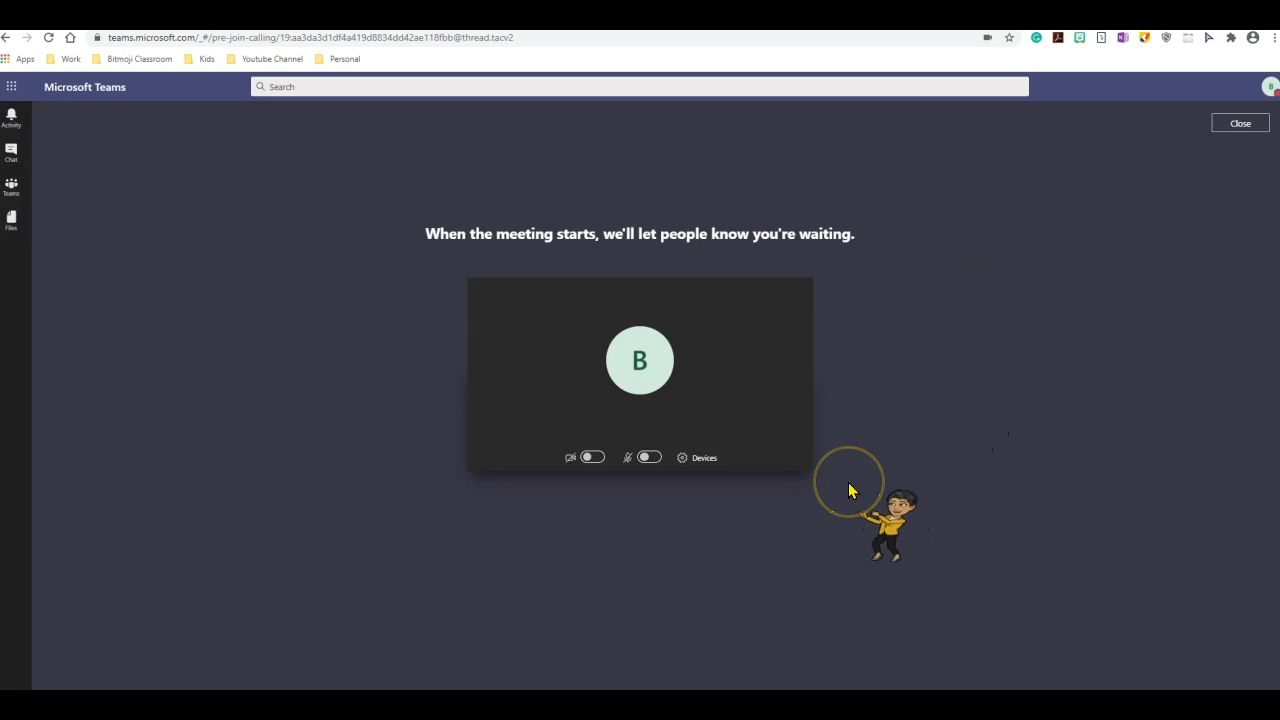 teams.microsoft.com/_#/pre-join-calling/19:aa3da3d1df4a419d8834dd42ae118fbb@thread.tacv2
Apps Work Bitmoji Classroom Kids Youtube Channel Personal
Microsoft Teams Search B
Activity
Close
Chat
Teams
Files
When the meeting starts, we'll let people know you're waiting.
B
Devices